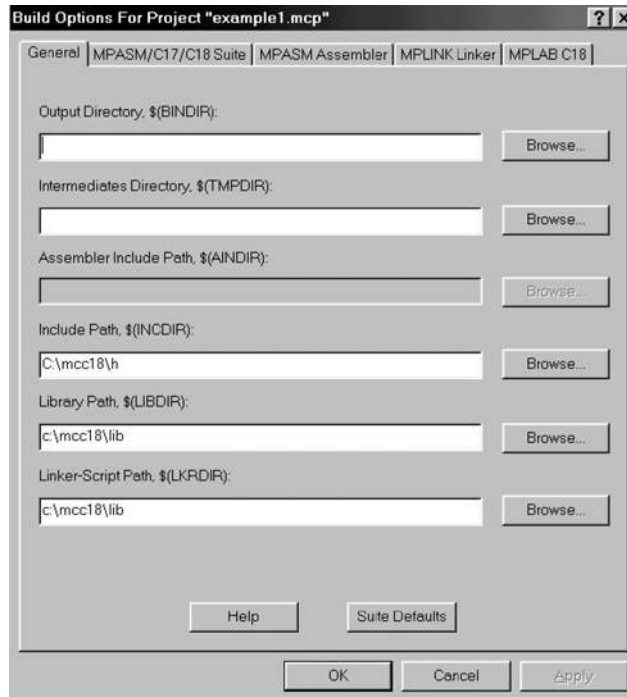 Build Options For Project "example1.mcp"
General MPASM/C17/C18 Suite MPASM Assembler MPLINK Linker MPLAB C18
Output Directory, $(BINDIR):
Browse...
Intermediates Directory, $(TMPDIR):
Browse...
Assembler Include Path, $(AINDIR):
Browse...
Include Path, $(INCDIR):
C:\mcc18\h Browse...
Library Path, $(LIBDIR):
c:\mcc18\lib Browse...
Linker-Script Path, $(LKRDIR):
c:\mcc18\lib Browse...
Help Suite Defaults
OK Cancel Apply